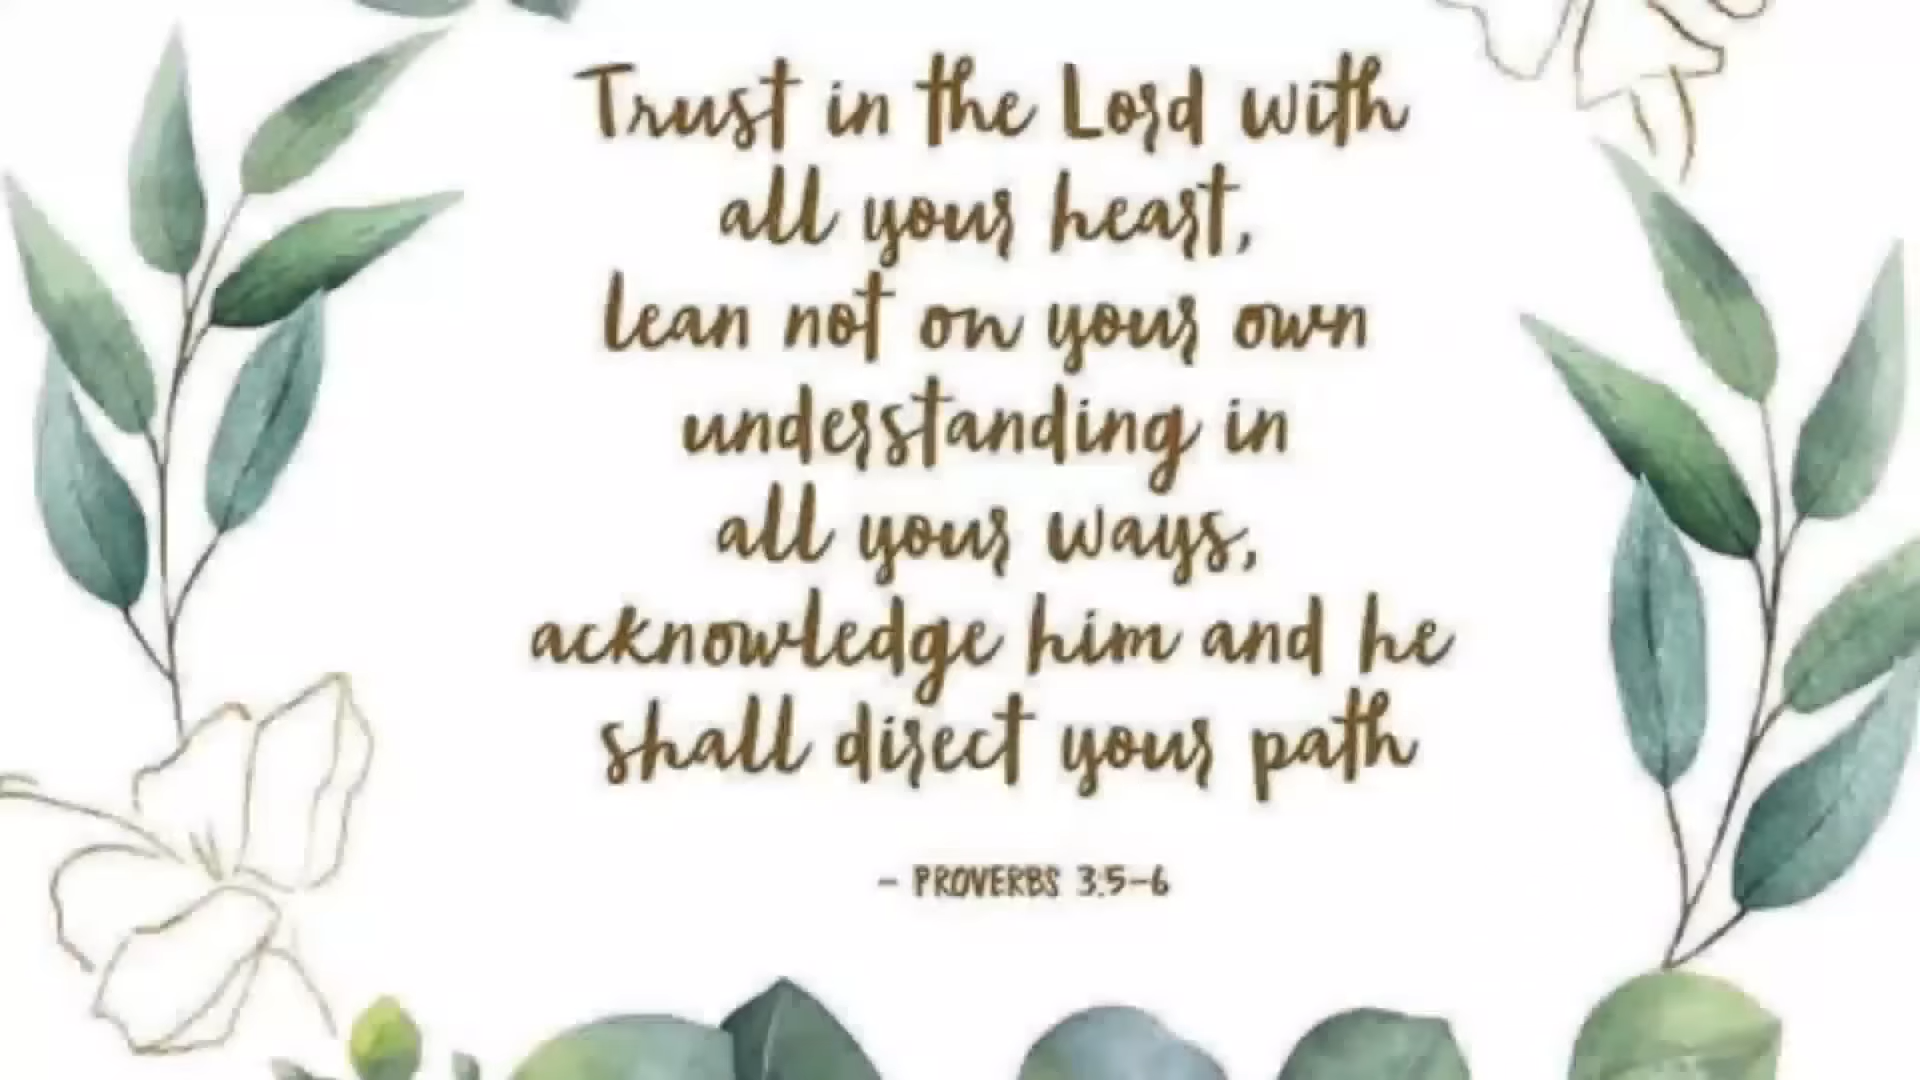 Trust in the Lord with
all your heart,
lean not on your own
understanding in
all your ways,
acknowledge him and he
shall direct your path
- PROVERBS 3:5-6